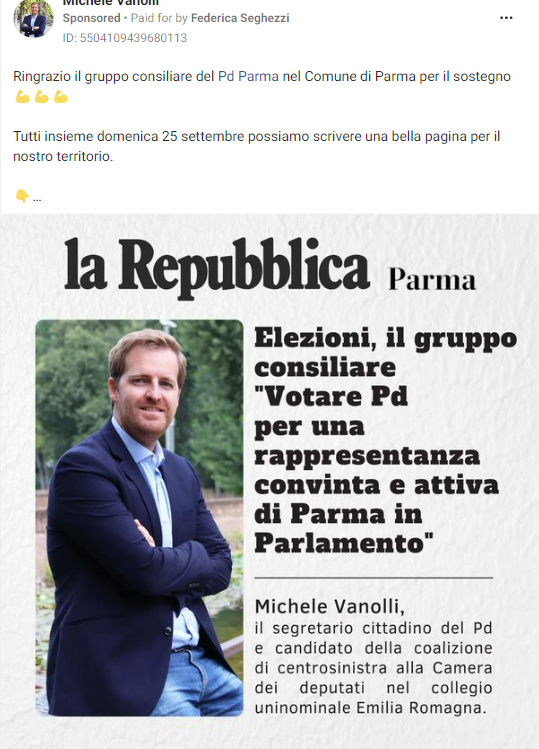 Michele Vanolli
Sponsored • Paid for by Federica Seghezzi
ID: 5504109439680113
Ringrazio il gruppo consiliare del Pd Parma nel Comune di Parma per il sostegno
💪💪💪
Tutti insieme domenica 25 settembre possiamo scrivere una bella pagina per il
nostro territorio.
👇...
la Repubblica Parma
Elezioni, il gruppo
consiliare
"Votare Pd
per una
rappresentanza
convinta e attiva
di Parma in
Parlamento"
Michele Vanolli,
il segretario cittadino del Pd
e candidato della coalizione
di centrosinistra alla Camera
dei deputati nel collegio
uninominale Emilia Romagna.